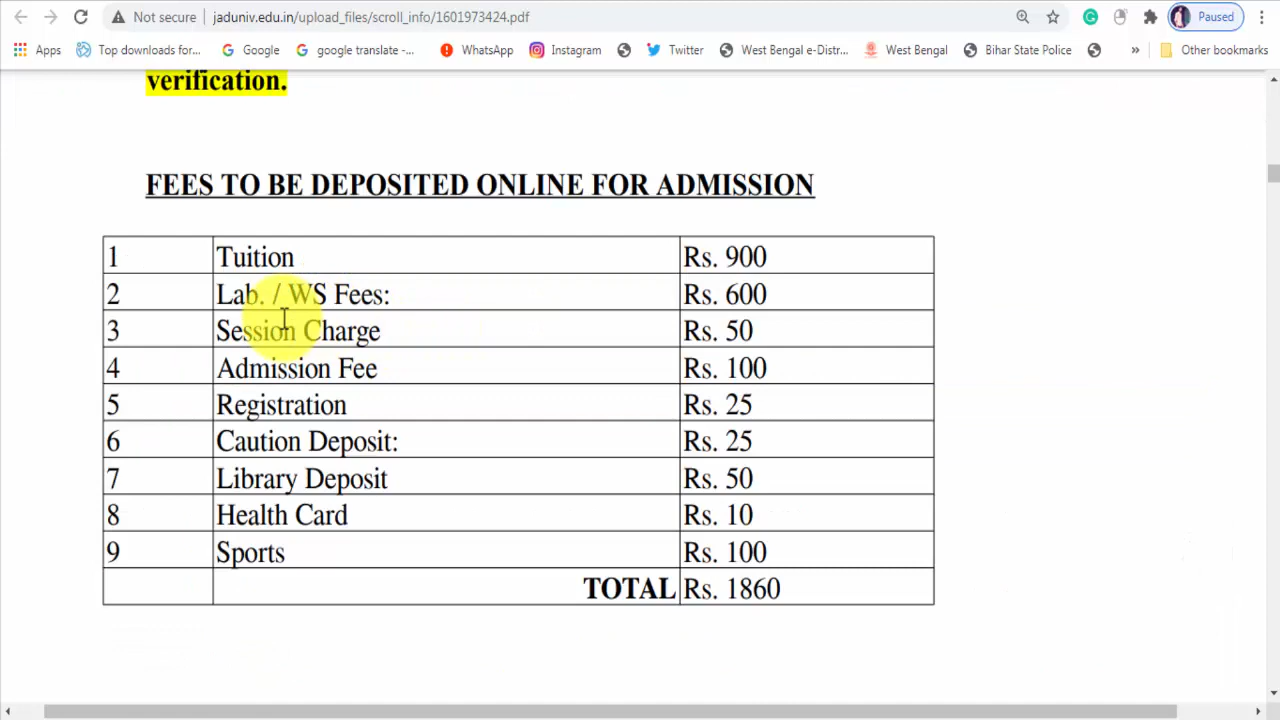 Not secure | jaduniv.edu.in/upload_files/scroll_info/1601973424.pdf Paused
Apps Top downloads for... Google google translate -... WhatsApp Instagram Twitter West Bengal e-Distr... West Bengal Bihar State Police » Other bookmarks
verification.
FEES TO BE DEPOSITED ONLINE FOR ADMISSION
1 Tuition Rs. 900
2 Lab. / WS Fees: Rs. 600
3 Session Charge Rs. 50
4 Admission Fee Rs. 100
5 Registration Rs. 25
6 Caution Deposit: Rs. 25
7 Library Deposit Rs. 50
8 Health Card Rs. 10
9 Sports Rs. 100
TOTAL Rs. 1860